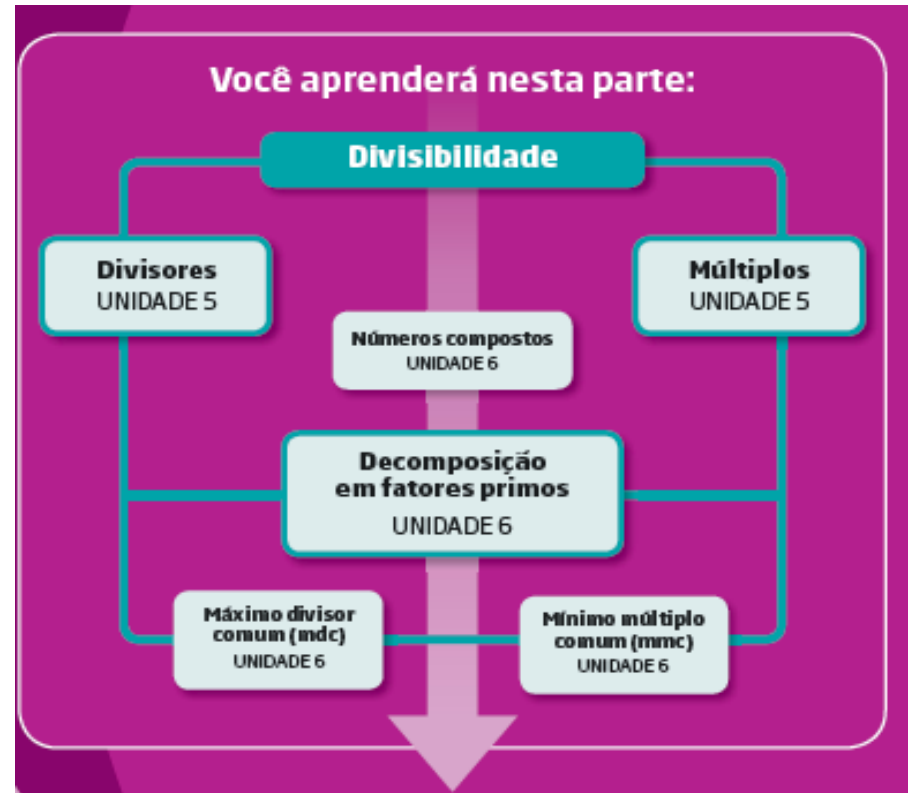 Você aprenderá nesta parte:
Divisibilidade
Divisores
UNIDADE 5
Múltiplos
UNIDADE 5
Números compostos
UNIDADE 6
Decomposição
em fatores primos
UNIDADE 6
Máximo divisor
comum (mdc)
UNIDADE 6
Mínimo múltiplo
comum (mmc)
UNIDADE 6